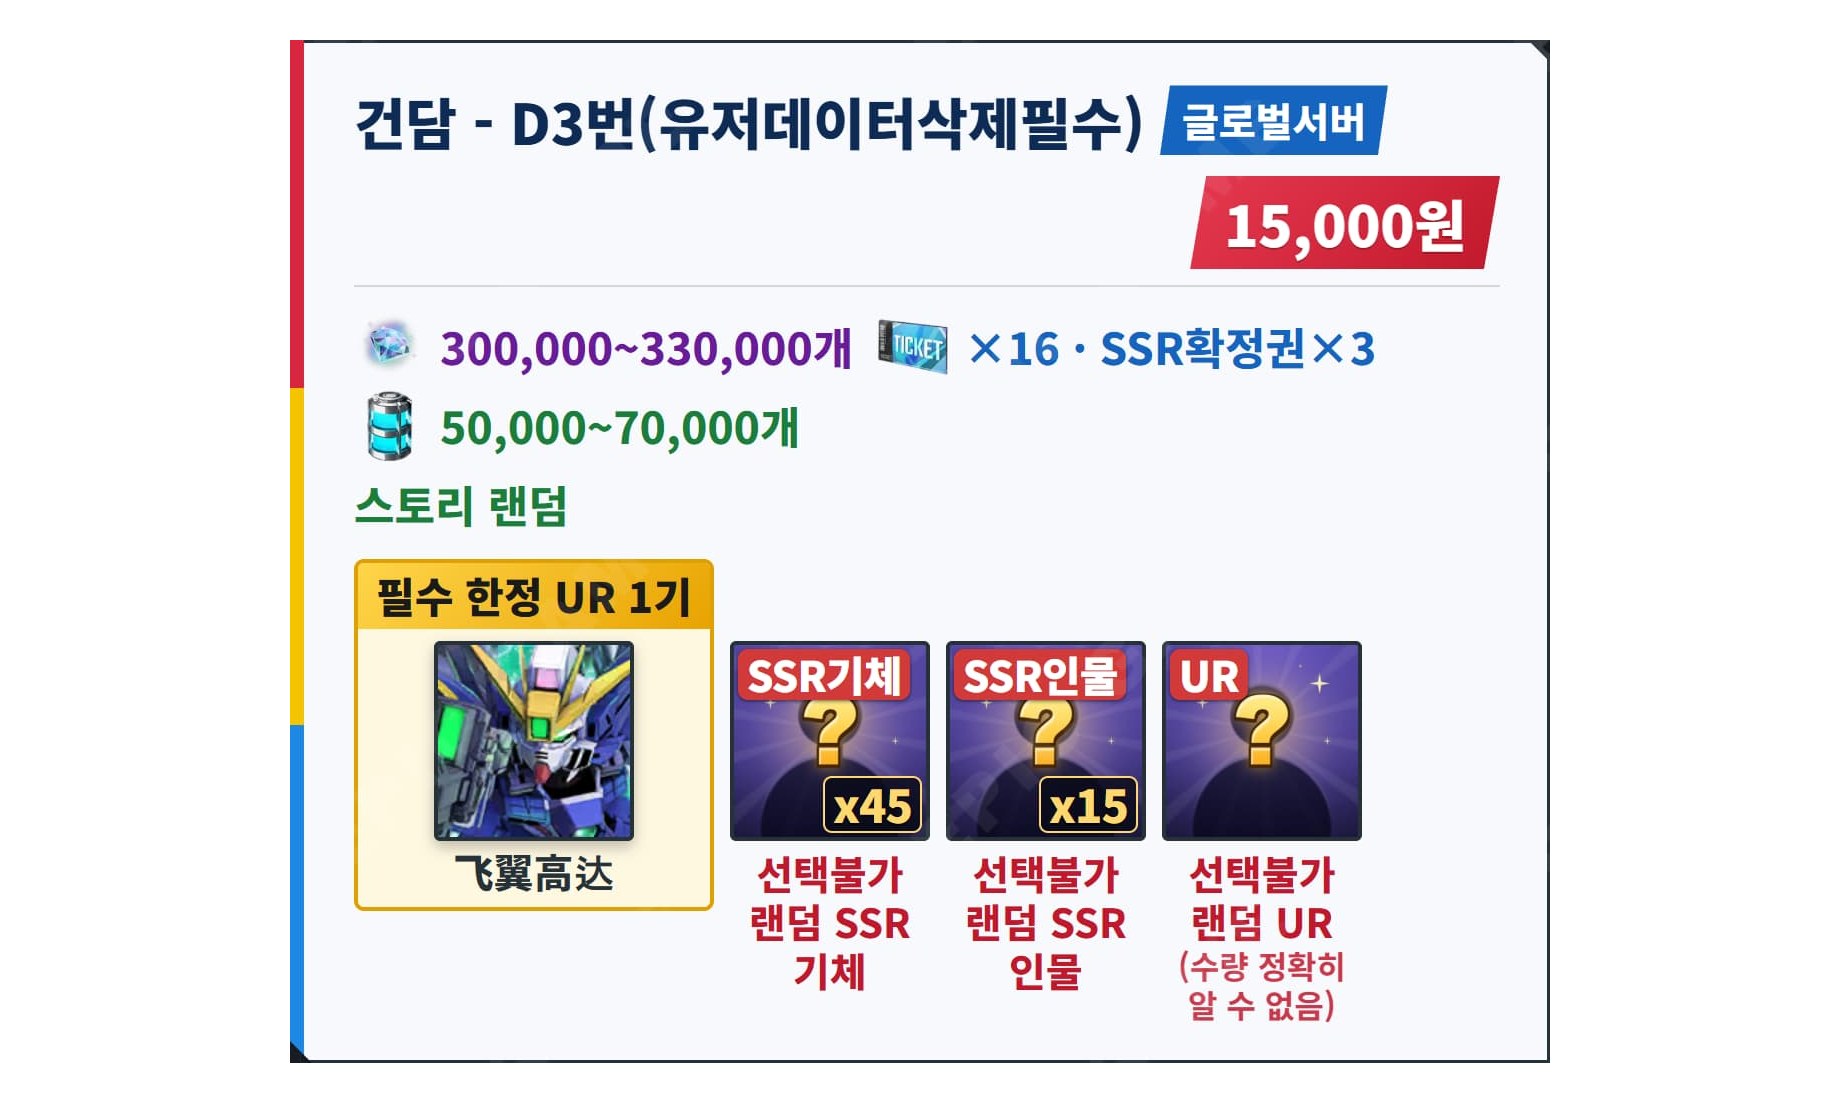 건담 - D3번(유저데이터삭제필수) 글로벌서버
15,000원
300,000~330,000개 TICKET ×16 · SSR확정권×3
50,000~70,000개
스토리 랜덤
필수 한정 UR 1기
飞翼高达
SSR기체
x45
선택불가
랜덤 SSR
기체
SSR인물
x15
선택불가
랜덤 SSR
인물
UR
선택불가
랜덤 UR
(수량 정확히
알 수 없음)